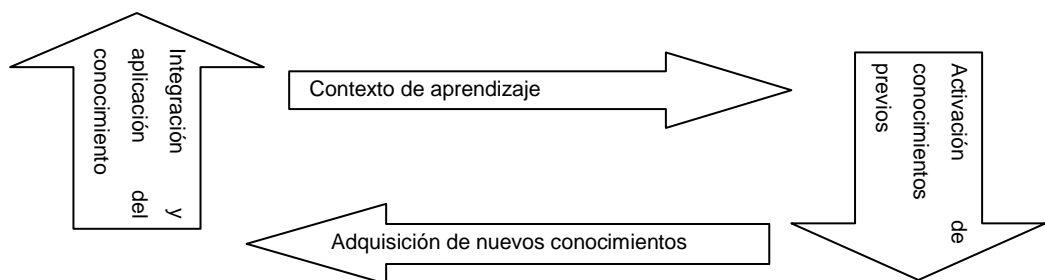 Integración y
aplicación del
conocimiento
Contexto de aprendizaje
Activación de
conocimientos
previos
Adquisición de nuevos conocimientos